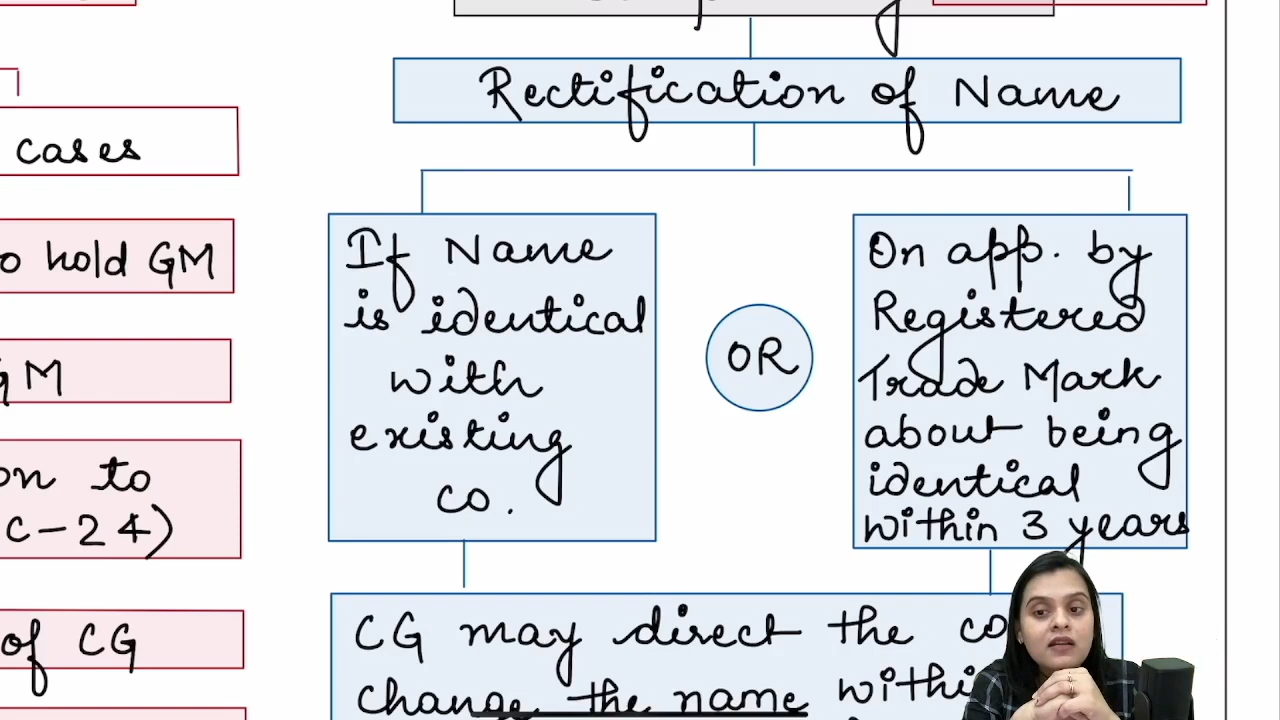 Rectification of Name
cases
o hold GM
GM
on to
C-24)
of CG
If Name
is identical
with
existing
co.
OR
On app. by
Registered
Trade Mark
about being
identical
within 3 years
CG may direct the co
change the name withi